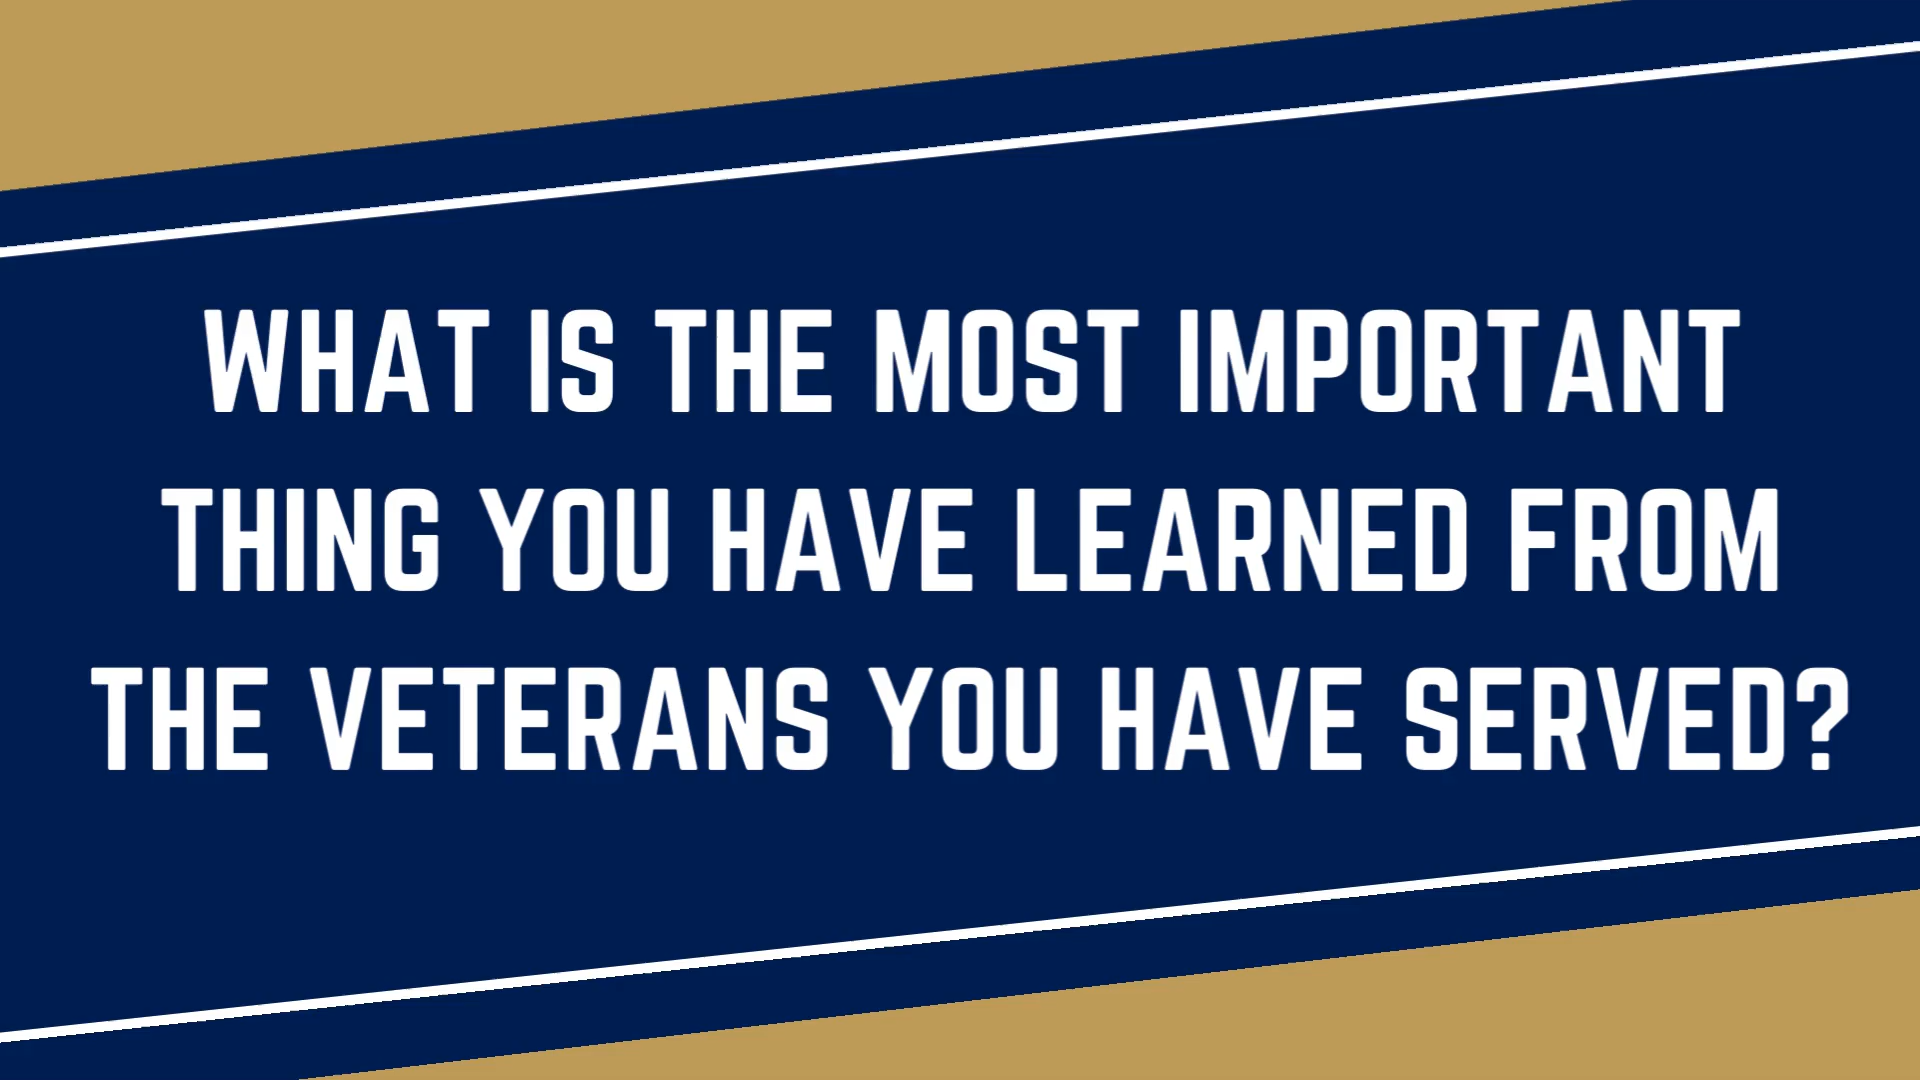 WHAT IS THE MOST IMPORTANT
THING YOU HAVE LEARNED FROM
THE VETERANS YOU HAVE SERVED?